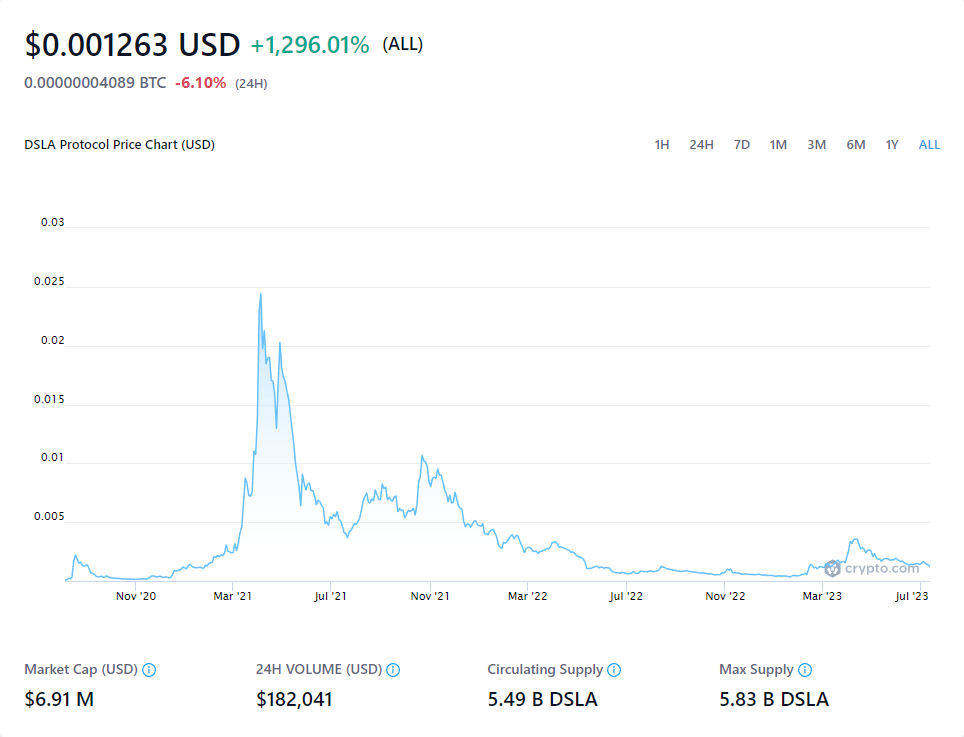 $0.001263 USD +1,296.01% (ALL)
0.00000004089 BTC -6.10% (24H)
DSLA Protocol Price Chart (USD) 1H 24H 7D 1M 3M 6M 1Y ALL
0.03
0.025
0.02
0.015
0.01
0.005
crypto.com
Nov '20 Mar '21 Jul '21 Nov '21 Mar '22 Jul '22 Nov '22 Mar '23 Jul '23
Market Cap (USD) 24H VOLUME (USD) Circulating Supply Max Supply
$6.91 M $182,041 5.49 B DSLA 5.83 B DSLA